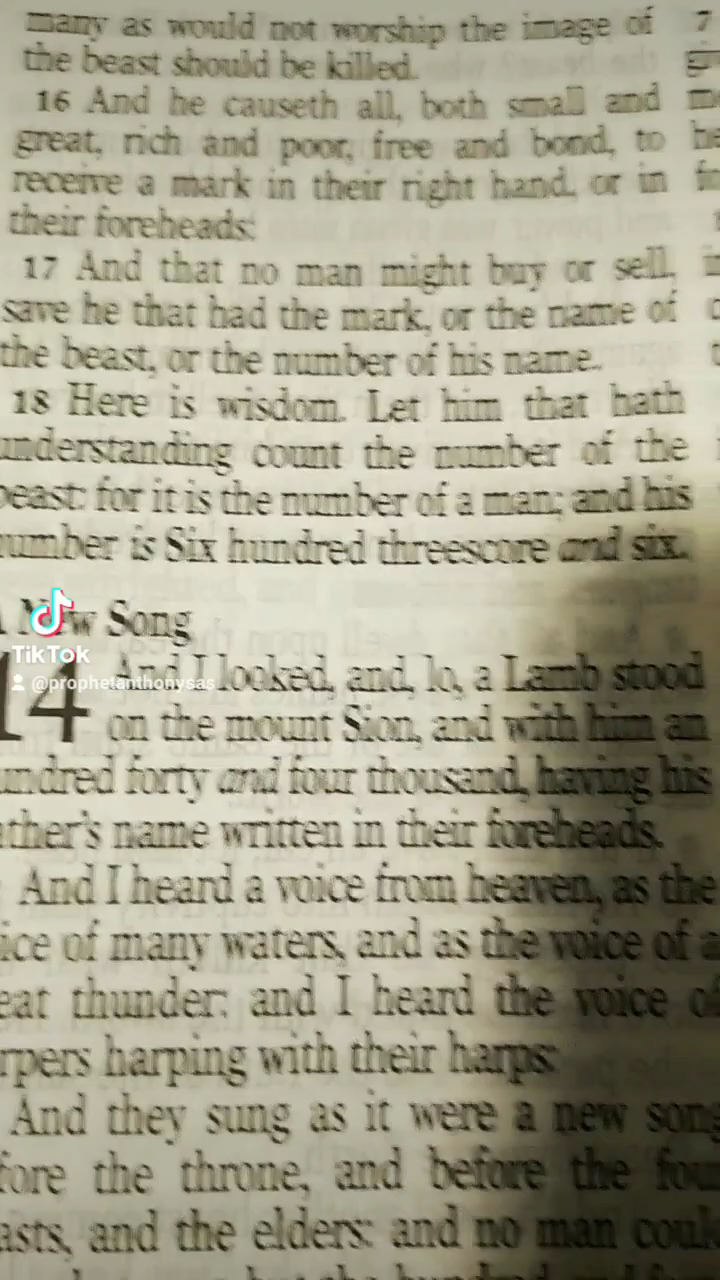 many as would not worship the image of
the beast should be killed.
16 And he causeth all, both small and
great, rich and poor, free and bond, to
receive a mark in their right hand, or in
their foreheads:
17 And that no man might buy or sell,
save he that had the mark, or the name of
the beast, or the number of his name.
18 Here is wisdom. Let him that hath
understanding count the number of the
beast: for it is the number of a man; and his
number is Six hundred threescore and six.
A New Song
14 And I looked, and, lo, a Lamb stood
on the mount Sion, and with him an
undred forty and four thousand, having his
ather's name written in their foreheads.
And I heard a voice from heaven, as the
ice of many waters, and as the voice of a
eat thunder: and I heard the voice of
rpers harping with their harps:
And they sung as it were a new song
fore the throne, and before the four
asts, and the elders: and no man could
7
TikTok
@prophetanthonysas